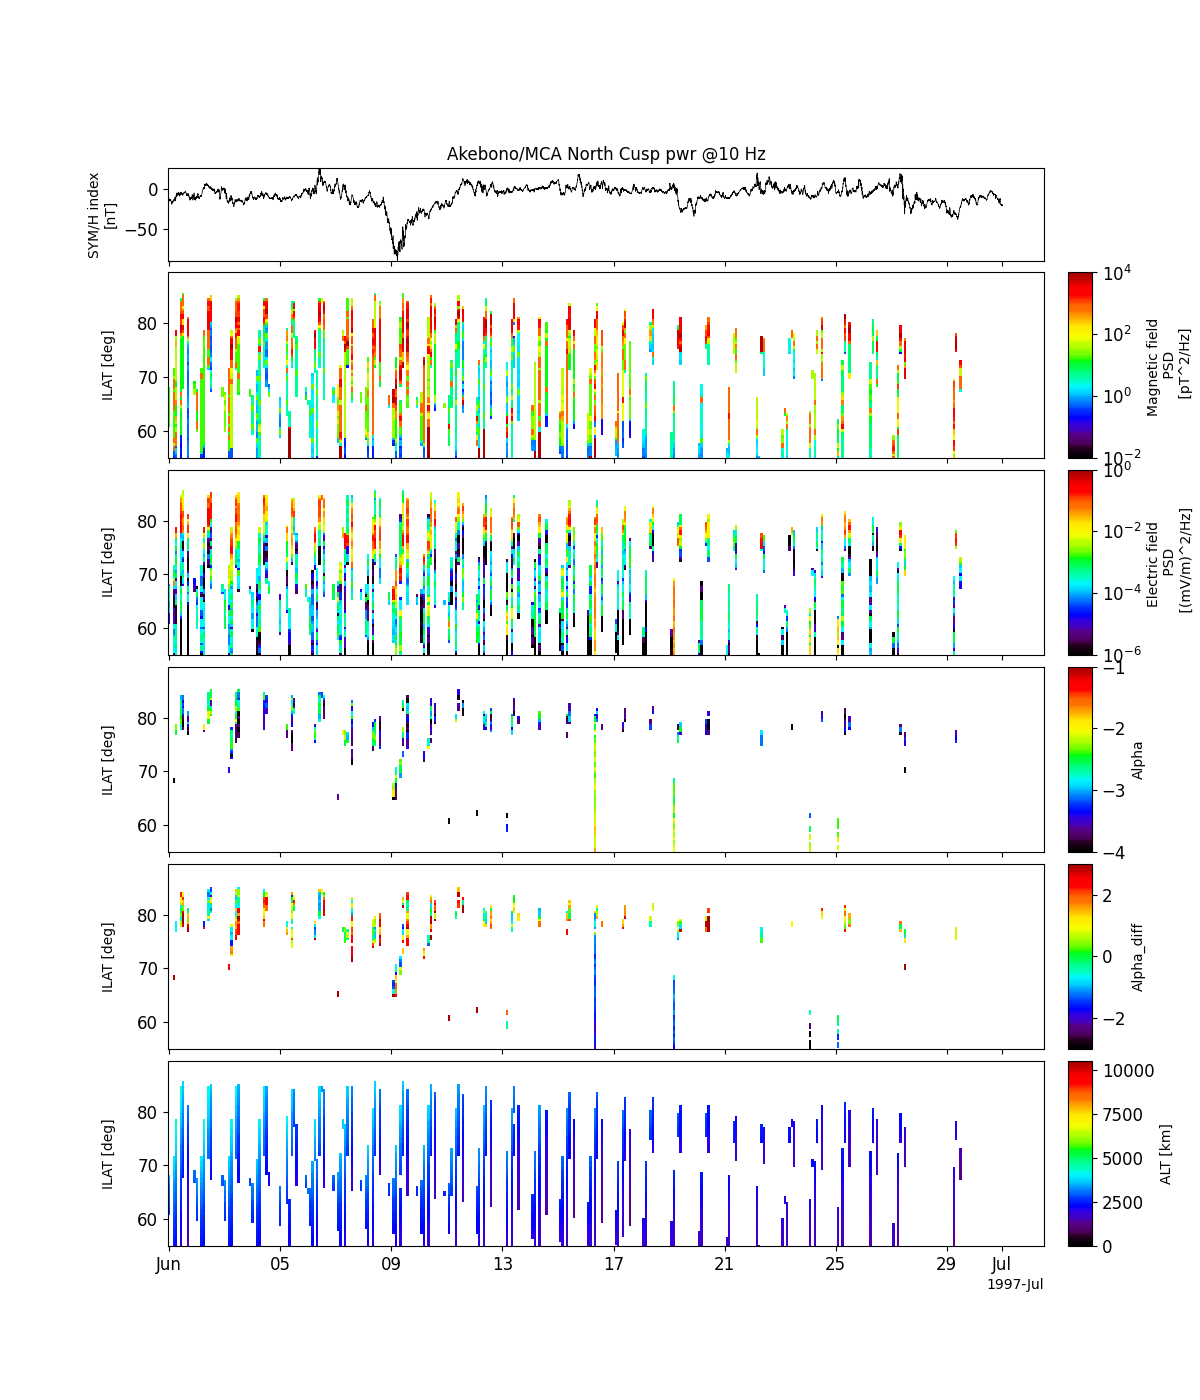 Akebono/MCA North Cusp pwr @10 Hz
SYM/H index
[nT]
0
−50
ILAT [deg]
80
70
60
10^4
10^2
10^0
10^−2
Magnetic field
PSD
[pT^2/Hz]
ILAT [deg]
80
70
60
10^0
10^−2
10^−4
10^−6
Electric field
PSD
[(mV/m)^2/Hz]
ILAT [deg]
80
70
60
−1
−2
−3
−4
Alpha
ILAT [deg]
80
70
60
2
0
−2
Alpha_diff
ILAT [deg]
80
70
60
10000
7500
5000
2500
0
ALT [km]
Jun 05 09 13 17 21 25 29 Jul
1997-Jul